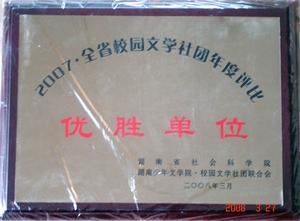 2007·全省校园文学社团年度评比
优胜单位
湖南省社会科学院
湖南少年文学院·校园文学社团联合会
二〇〇八年三月
2008 3 27